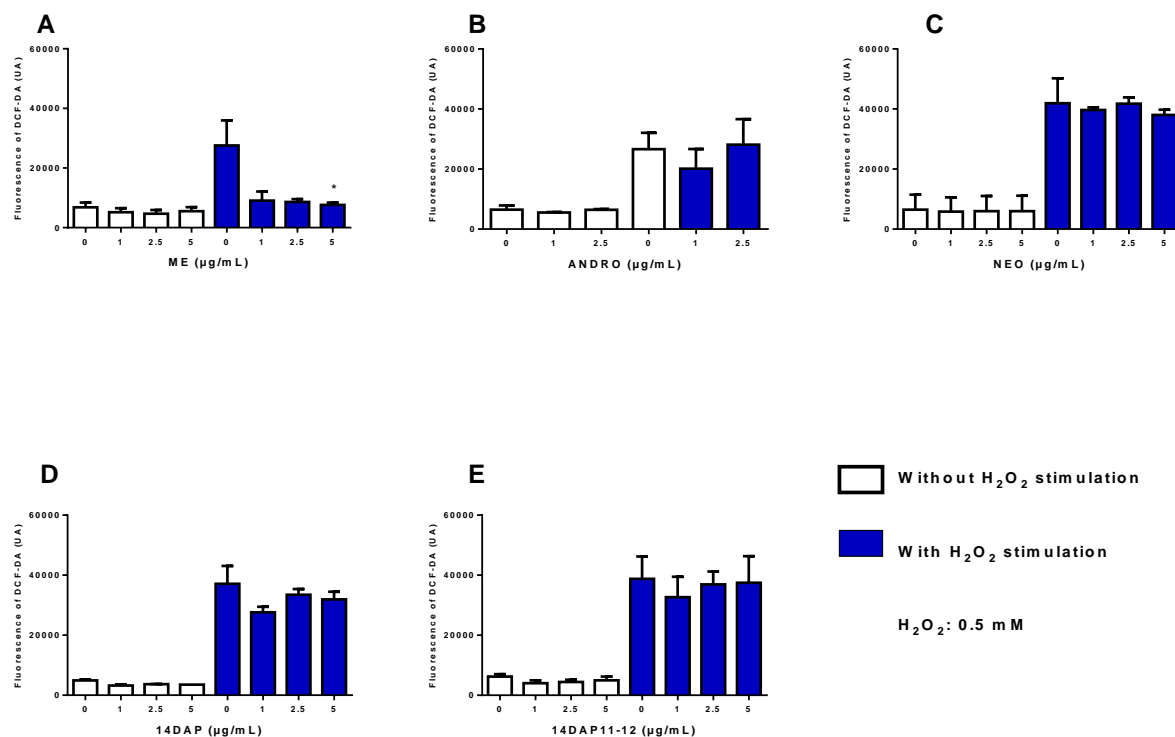 A
Fluorescence of DCF-DA (UA)
60000
40000
20000
0
*
0 1 2.5 5 0 1 2.5 5
ME (µg/mL)
B
Fluorescence of DCF-DA (UA)
60000
40000
20000
0
0 1 2.5 0 1 2.5
ANDRO (µg/mL)
C
Fluorescence of DCF-DA (UA)
60000
40000
20000
0
0 1 2.5 5 0 1 2.5 5
NEO (µg/mL)
D
Fluorescence of DCF-DA (UA)
60000
40000
20000
0
0 1 2.5 5 0 1 2.5 5
14DAP (µg/mL)
E
Fluorescence of DCF-DA (UA)
60000
40000
20000
0
0 1 2.5 5 0 1 2.5 5
14DAP11-12 (µg/mL)
Without H₂O₂ stimulation
With H₂O₂ stimulation
H₂O₂: 0.5 mM